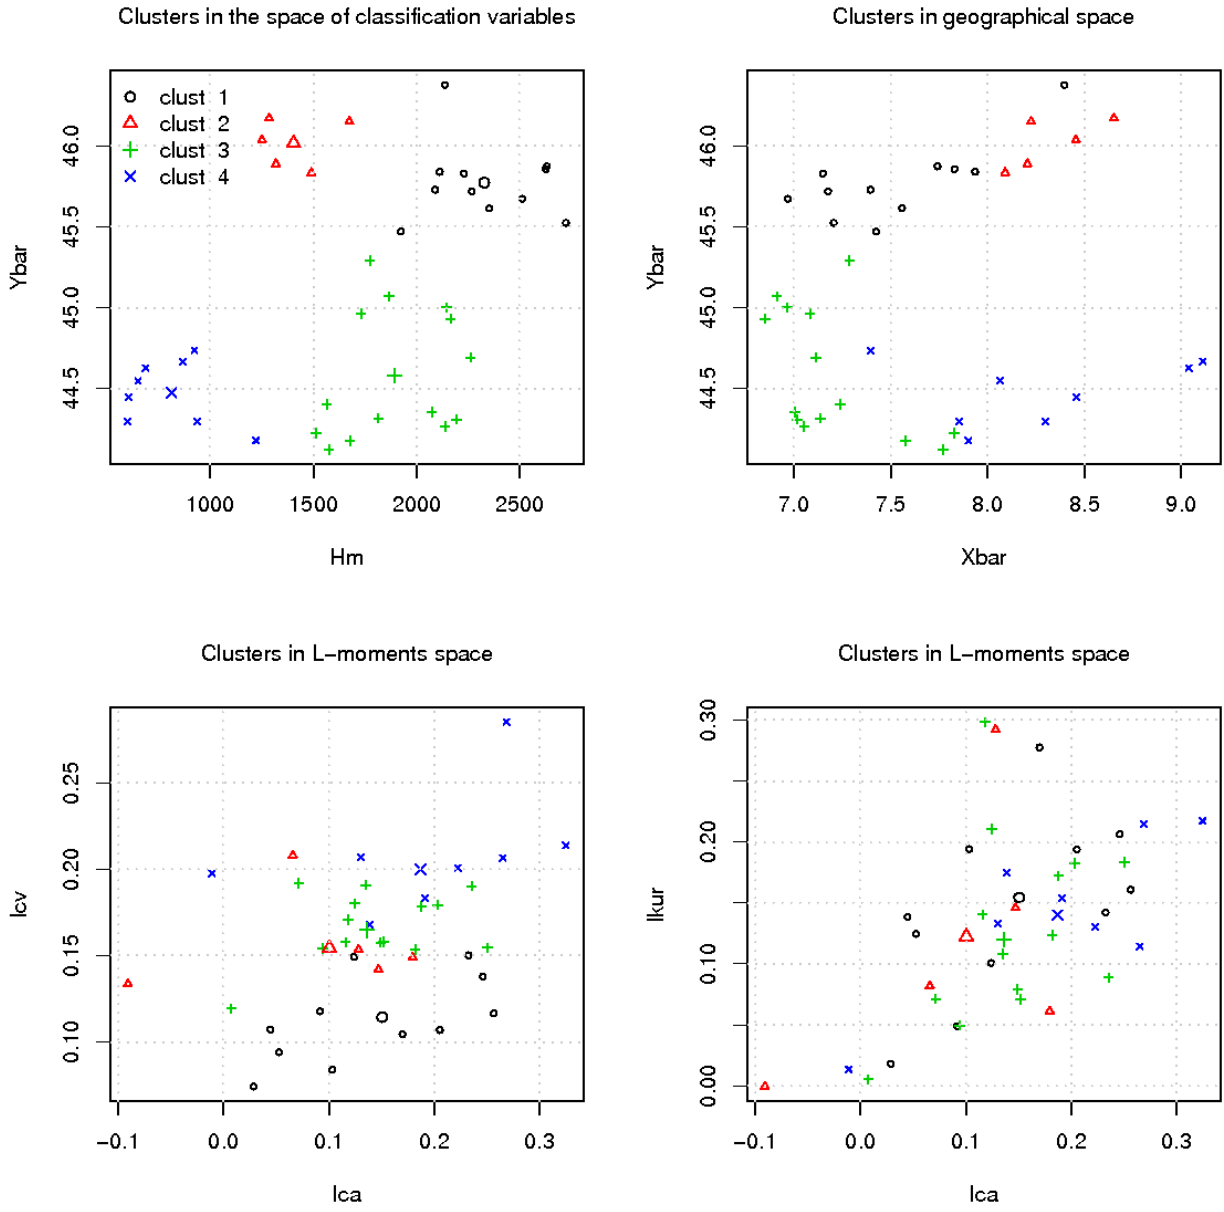 Clusters in the space of classification variables
46.0
45.5
45.0
44.5
Ybar
clust 1
clust 2
clust 3
clust 4
1000 1500 2000 2500
Hm
Clusters in geographical space
46.0
45.5
45.0
44.5
Ybar
7.0 7.5 8.0 8.5 9.0
Xbar
Clusters in L−moments space
0.25
0.20
0.15
0.10
lcv
−0.1 0.0 0.1 0.2 0.3
lca
Clusters in L−moments space
0.30
0.20
0.10
0.00
lkur
−0.1 0.0 0.1 0.2 0.3
lca